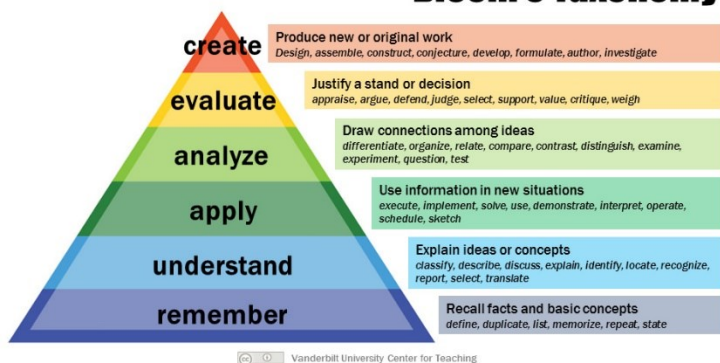 Bloom's Taxonomy
create
Produce new or original work
Design, assemble, construct, conjecture, develop, formulate, author, investigate
evaluate
Justify a stand or decision
appraise, argue, defend, judge, select, support, value, critique, weigh
analyze
Draw connections among ideas
differentiate, organize, relate, compare, contrast, distinguish, examine,
experiment, question, test
apply
Use information in new situations
execute, implement, solve, use, demonstrate, interpret, operate,
schedule, sketch
understand
Explain ideas or concepts
classify, describe, discuss, explain, identify, locate, recognize,
report, select, translate
remember
Recall facts and basic concepts
define, duplicate, list, memorize, repeat, state
cc Vanderbilt University Center for Teaching